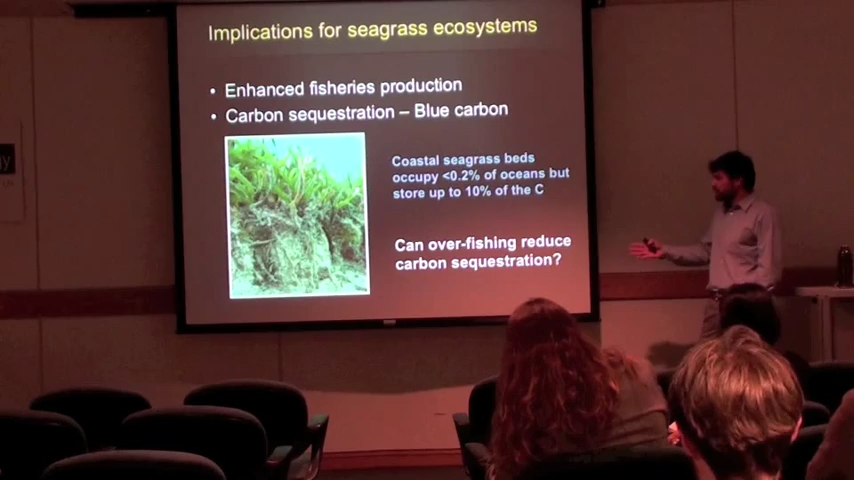 Implications for seagrass ecosystems
• Enhanced fisheries production
• Carbon sequestration – Blue carbon
Coastal seagrass beds
occupy <0.2% of oceans but
store up to 10% of the C
Can over-fishing reduce
carbon sequestration?